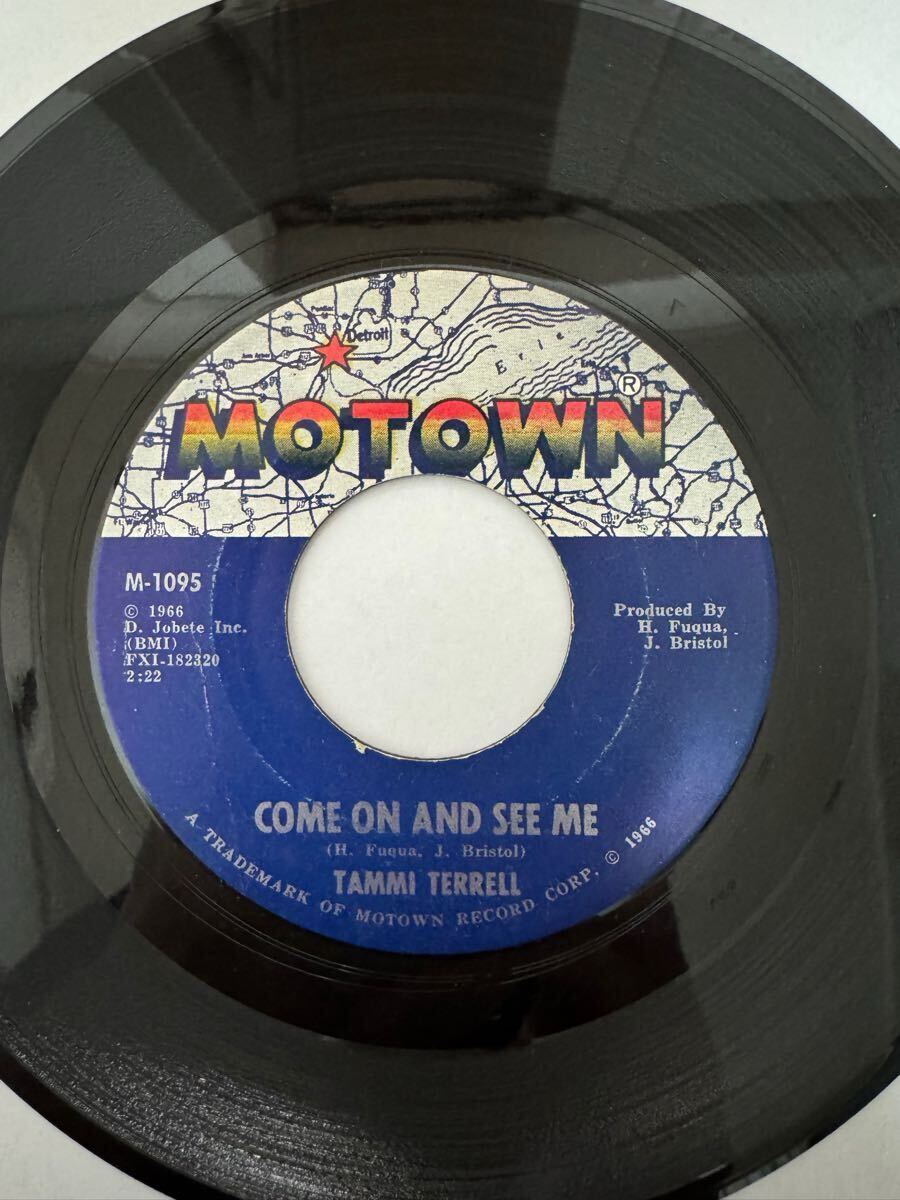 Detroit
Erie
MOTOWN®
M-1095
© 1966
D. Jobete Inc.
(BMI)
FXI-182320
2:22
Produced By
H. Fuqua,
J. Bristol
COME ON AND SEE ME
(H. Fuqua, J. Bristol)
TAMMI TERRELL
A TRADEMARK OF MOTOWN RECORD CORP. © 1966